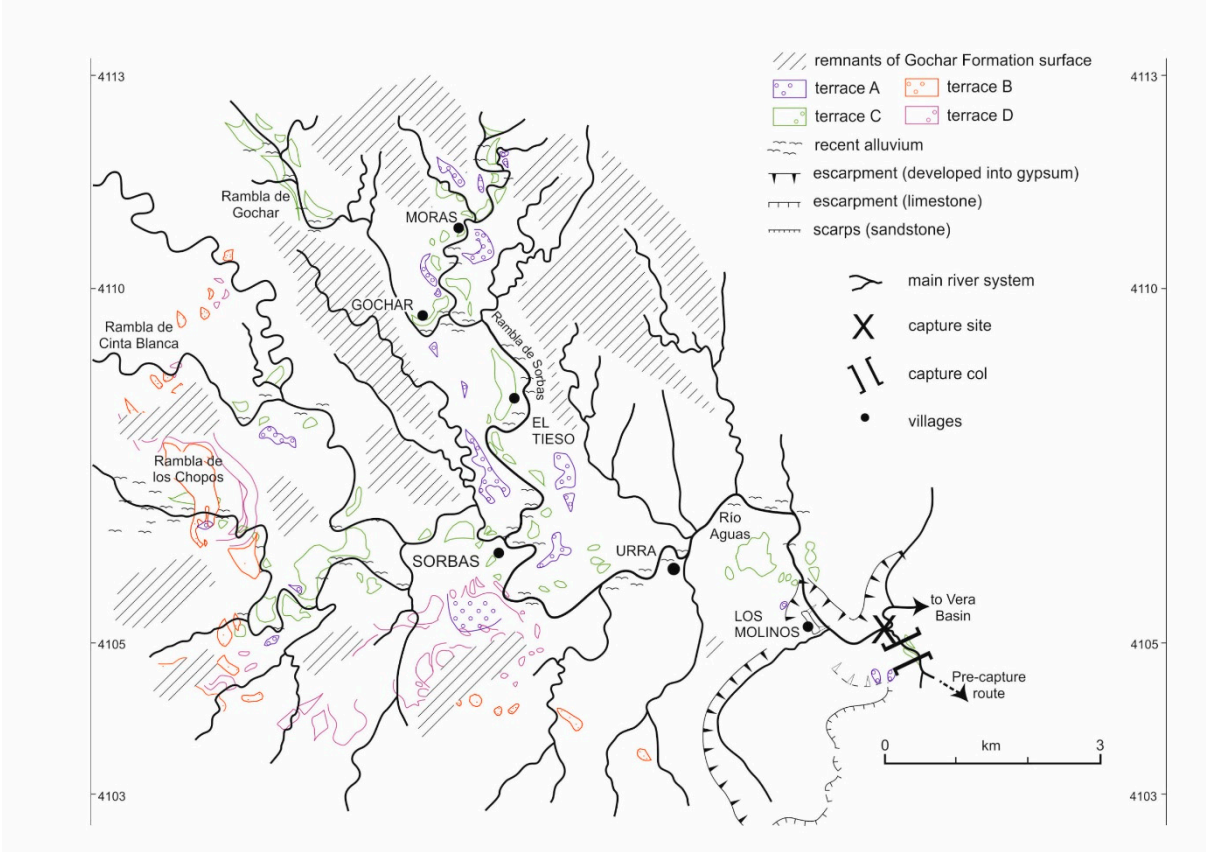 4113
4113
remnants of Gochar Formation surface
terrace A
terrace B
terrace C
terrace D
recent alluvium
escarpment (developed into gypsum)
escarpment (limestone)
scarps (sandstone)
Rambla de
Gochar
MORAS
4110
4110
main river system
GOCHAR
Rambla de Sorbas
capture site
Rambla de
Cinta Blanca
capture col
villages
EL
TIESO
Rambla de
los Chopos
Río
Aguas
SORBAS
URRA
to Vera
Basin
LOS
MOLINOS
4105
4105
Pre-capture
route
0
km
3
4103
4103